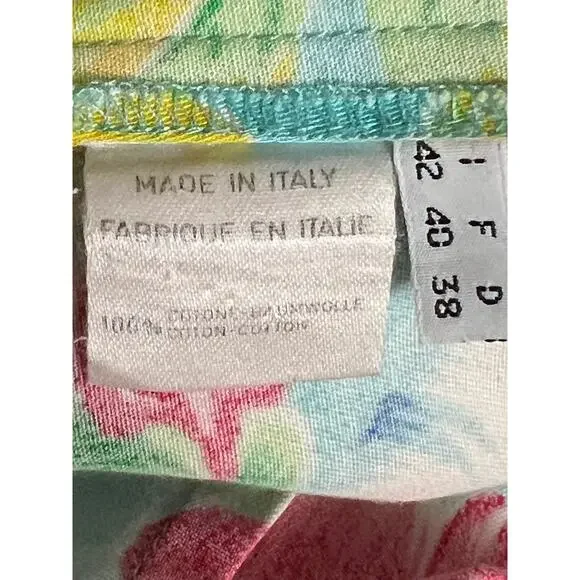 MADE IN ITALY
FABRIQUE EN ITALIE
100% COTONE-BAUMWOLLE
COTON-COTTON
I F D
42 40 38